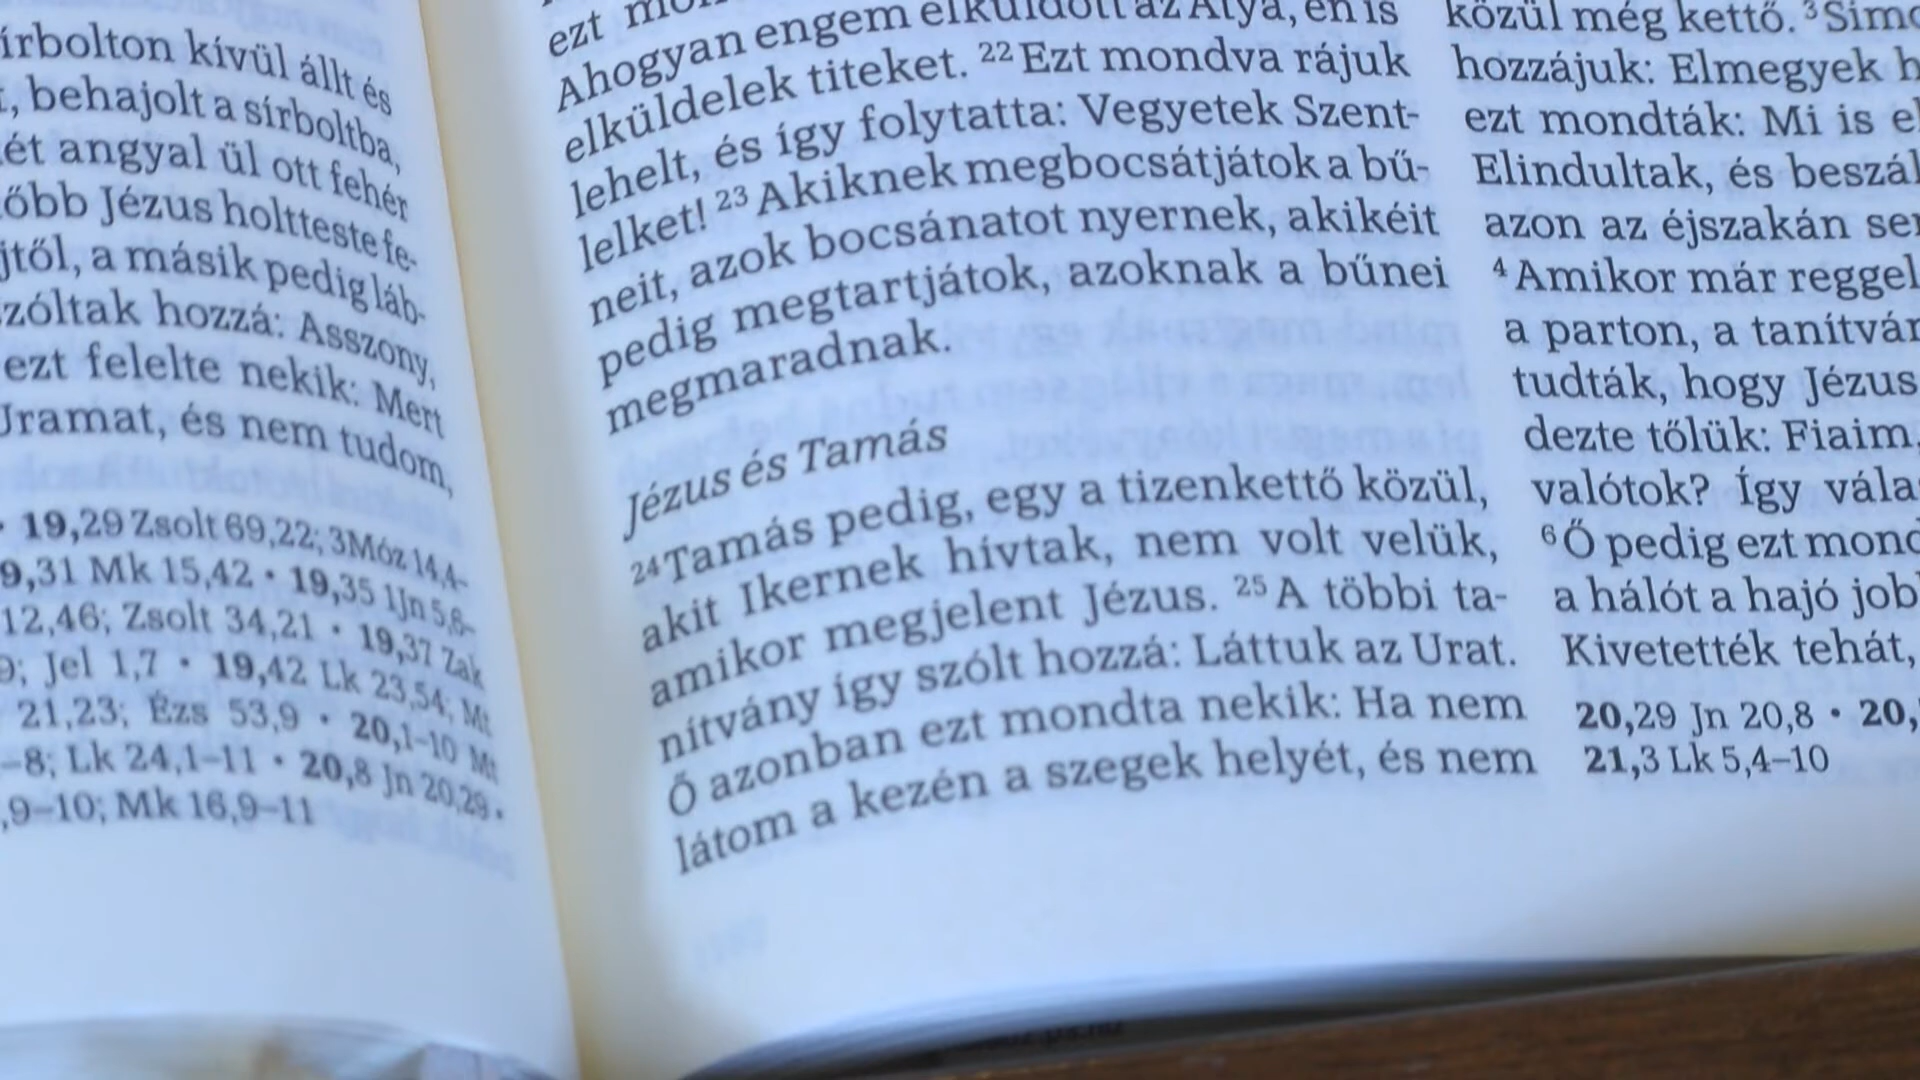 írbolton kívül állt és
, behajolt a sírboltba,
ét angyal ül ott fehér
őbb Jézus holtteste fe-
jtől, a másik pedig láb-
zóltak hozzá: Asszony,
ezt felelte nekik: Mert
Uramat, és nem tudom,
• 19,29 Zsolt 69,22; 3Móz 14,4-
9,31 Mk 15,42 • 19,35 1Jn 5,6-
12,46; Zsolt 34,21 • 19,37 Zak
; Jel 1,7 • 19,42 Lk 23,54; Mt
21,23; Ézs 53,9 • 20,1–10 Mt
–8; Lk 24,1–11 • 20,8 Jn 20,29 •
,9–10; Mk 16,9–11
ezt
Ahogyan engem elküldött az Atya, én is
elküldelek titeket. 22 Ezt mondva rájuk
lehelt, és így folytatta: Vegyetek Szent-
lelket! 23 Akiknek megbocsátjátok a bű-
neit, azok bocsánatot nyernek, akikéit
pedig megtartjátok, azoknak a bűnei
megmaradnak.
Jézus és Tamás
24 Tamás pedig, egy a tizenkettő közül,
akit Ikernek hívtak, nem volt velük,
amikor megjelent Jézus. 25 A többi ta-
nítvány így szólt hozzá: Láttuk az Urat.
Ő azonban ezt mondta nekik: Ha nem
látom a kezén a szegek helyét, és nem
közül még kettő. 3 Simo
hozzájuk: Elmegyek h
ezt mondták: Mi is el
Elindultak, és beszál
azon az éjszakán se
4 Amikor már reggel
a parton, a tanítvár
tudták, hogy Jézus
dezte tőlük: Fiaim,
valótok? Így vála
6 Ő pedig ezt mond
a hálót a hajó job
Kivetették tehát,
20,29 Jn 20,8 • 20,
21,3 Lk 5,4–10